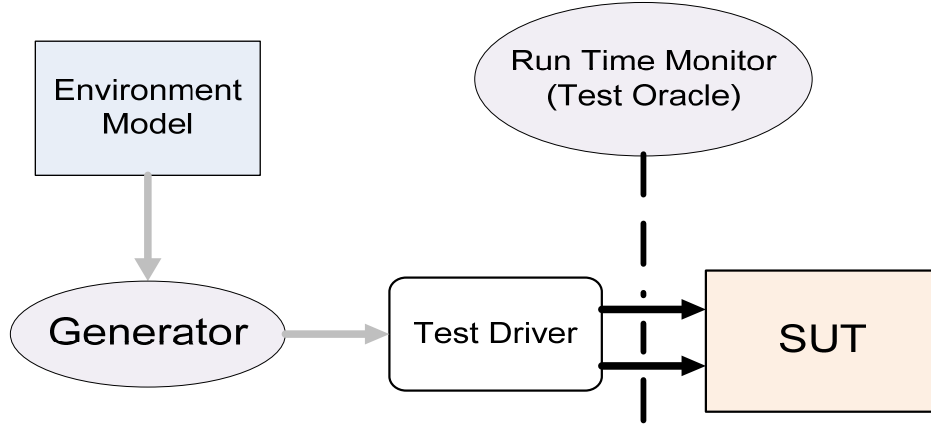 Environment
Model
Run Time Monitor
(Test Oracle)
Generator
Test Driver
SUT